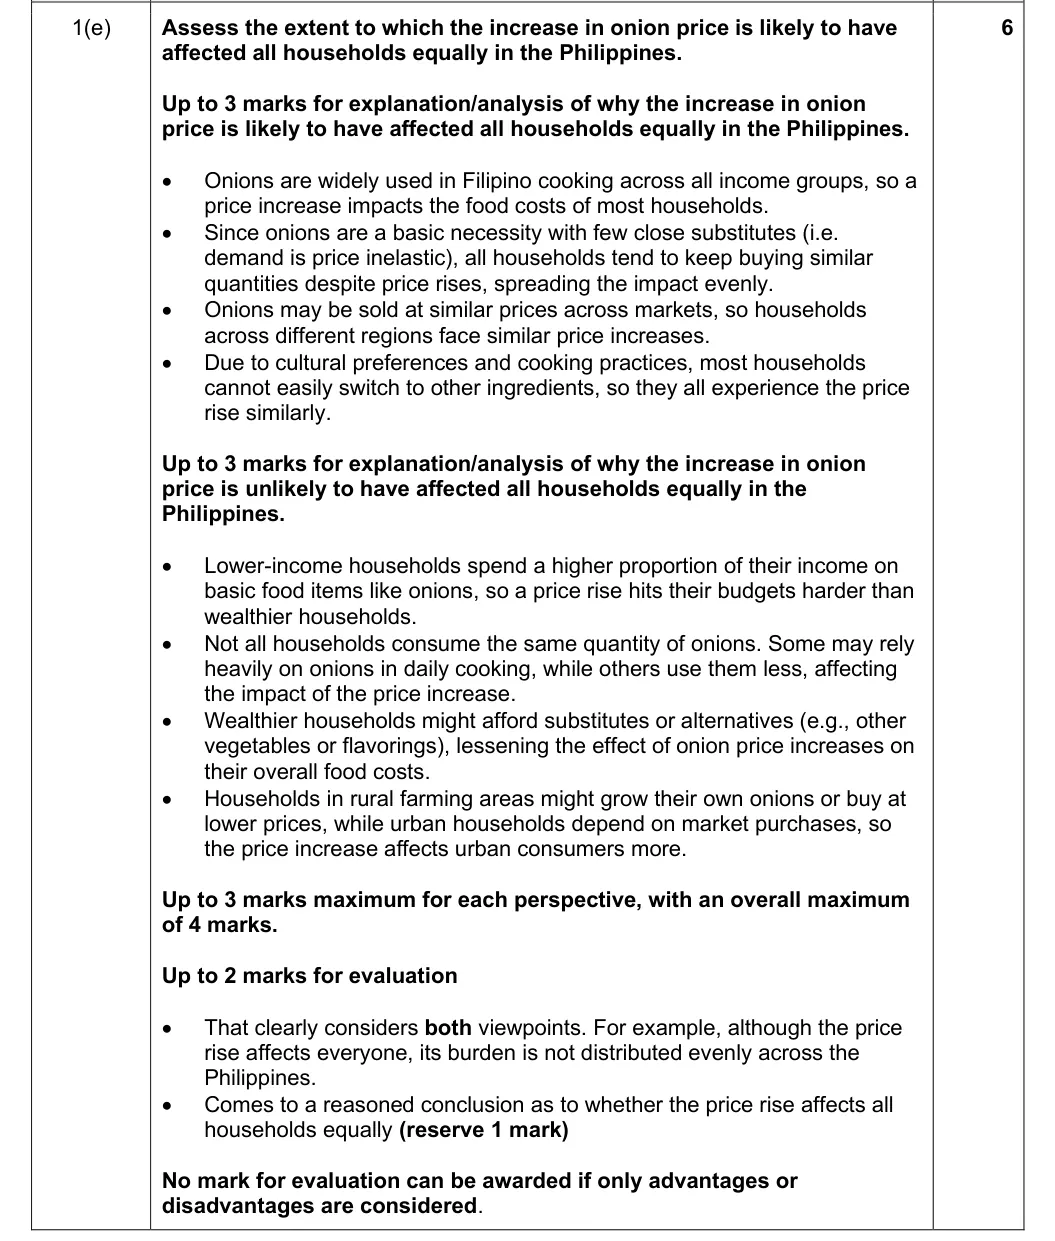 1(e)
Assess the extent to which the increase in onion price is likely to have
affected all households equally in the Philippines.
6
Up to 3 marks for explanation/analysis of why the increase in onion
price is likely to have affected all households equally in the Philippines.
• Onions are widely used in Filipino cooking across all income groups, so a
price increase impacts the food costs of most households.
• Since onions are a basic necessity with few close substitutes (i.e.
demand is price inelastic), all households tend to keep buying similar
quantities despite price rises, spreading the impact evenly.
• Onions may be sold at similar prices across markets, so households
across different regions face similar price increases.
• Due to cultural preferences and cooking practices, most households
cannot easily switch to other ingredients, so they all experience the price
rise similarly.
Up to 3 marks for explanation/analysis of why the increase in onion
price is unlikely to have affected all households equally in the
Philippines.
• Lower-income households spend a higher proportion of their income on
basic food items like onions, so a price rise hits their budgets harder than
wealthier households.
• Not all households consume the same quantity of onions. Some may rely
heavily on onions in daily cooking, while others use them less, affecting
the impact of the price increase.
• Wealthier households might afford substitutes or alternatives (e.g., other
vegetables or flavorings), lessening the effect of onion price increases on
their overall food costs.
• Households in rural farming areas might grow their own onions or buy at
lower prices, while urban households depend on market purchases, so
the price increase affects urban consumers more.
Up to 3 marks maximum for each perspective, with an overall maximum
of 4 marks.
Up to 2 marks for evaluation
• That clearly considers both viewpoints. For example, although the price
rise affects everyone, its burden is not distributed evenly across the
Philippines.
• Comes to a reasoned conclusion as to whether the price rise affects all
households equally (reserve 1 mark)
No mark for evaluation can be awarded if only advantages or
disadvantages are considered.